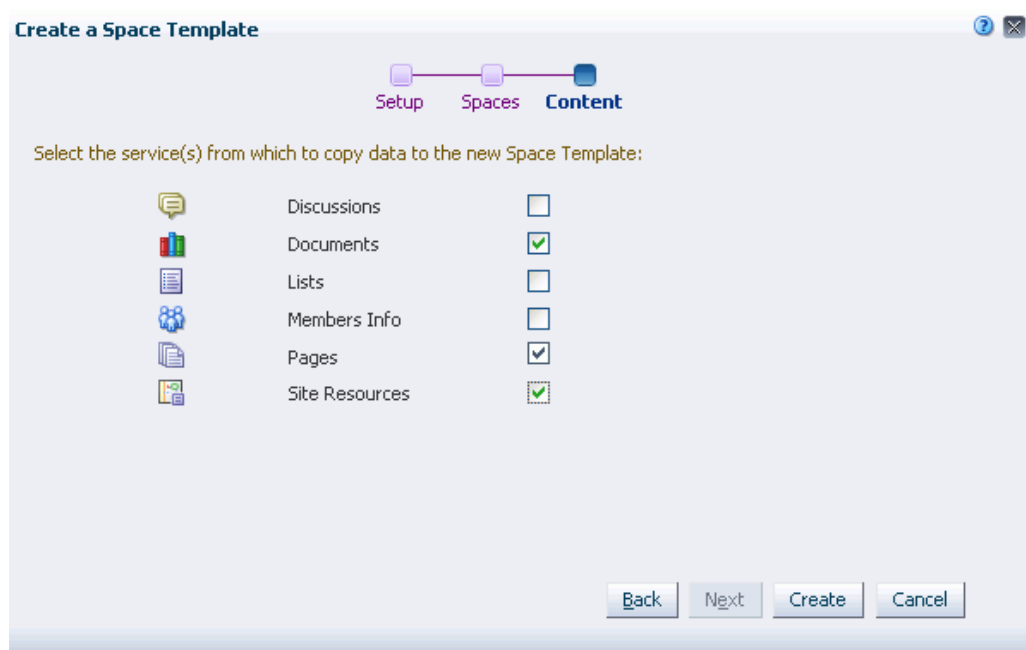 Create a Space Template
Setup Spaces Content
Select the service(s) from which to copy data to the new Space Template:
Discussions
Documents
Lists
Members Info
Pages
Site Resources
Back Next Create Cancel